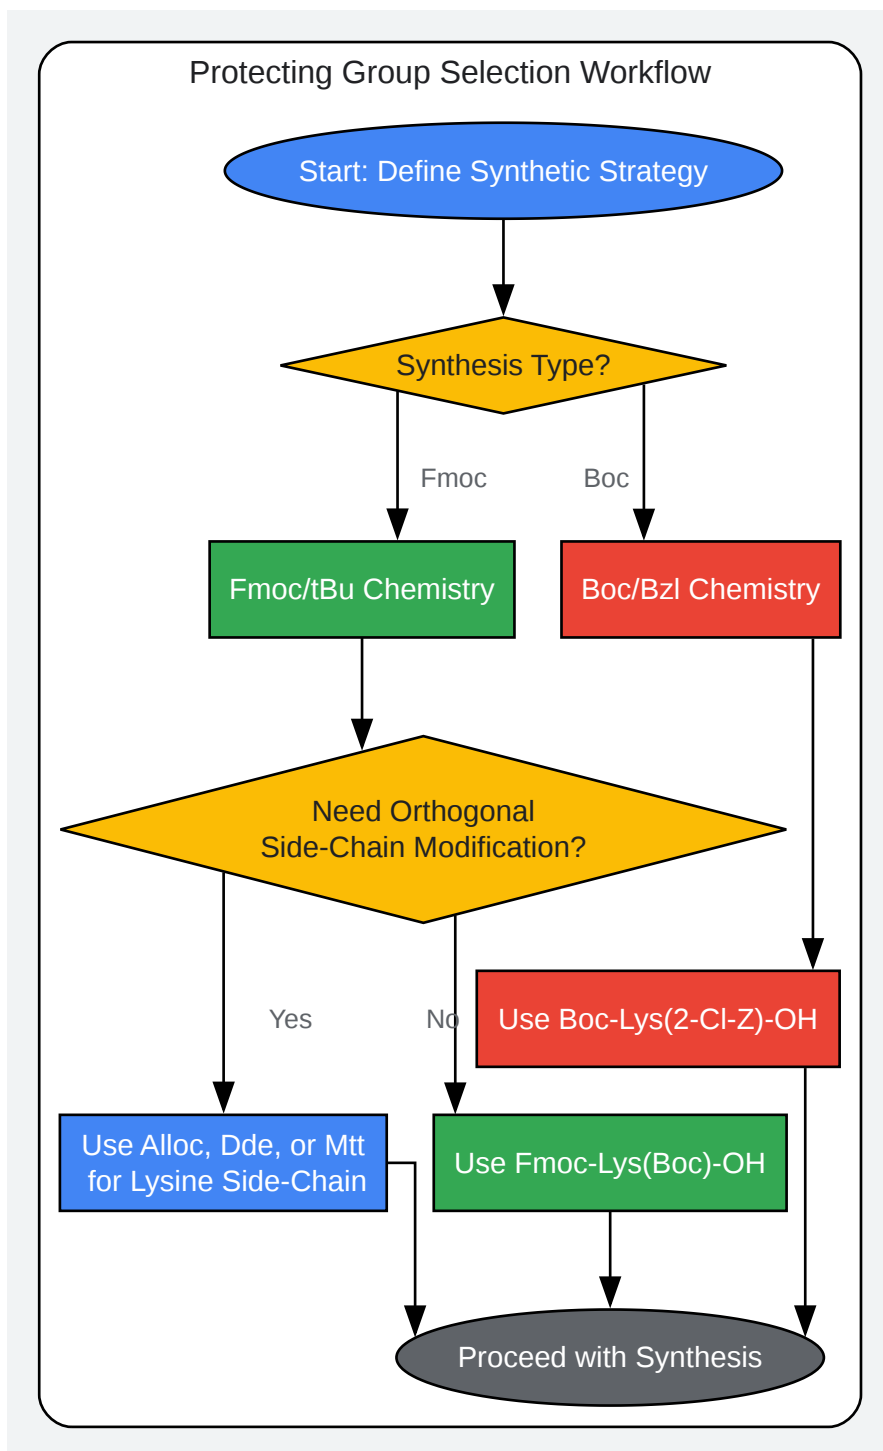 Protecting Group Selection Workflow
Start: Define Synthetic Strategy
Synthesis Type?
Fmoc
Boc
Fmoc/tBu Chemistry
Boc/Bzl Chemistry
Need Orthogonal
Side-Chain Modification?
Yes
No
Use Boc-Lys(2-Cl-Z)-OH
Use Alloc, Dde, or Mtt
for Lysine Side-Chain
Use Fmoc-Lys(Boc)-OH
Proceed with Synthesis